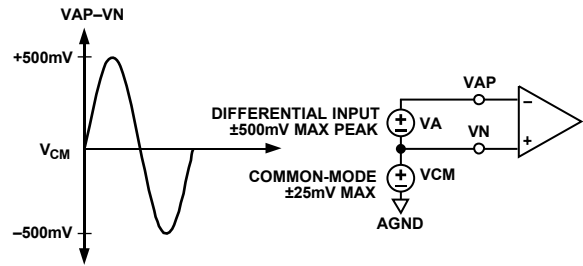 VAP–VN
+500mV
VCM
–500mV
DIFFERENTIAL INPUT
±500mV MAX PEAK
VA
COMMON-MODE
±25mV MAX
VCM
AGND
VAP
VN
–
+
+
–
+
–